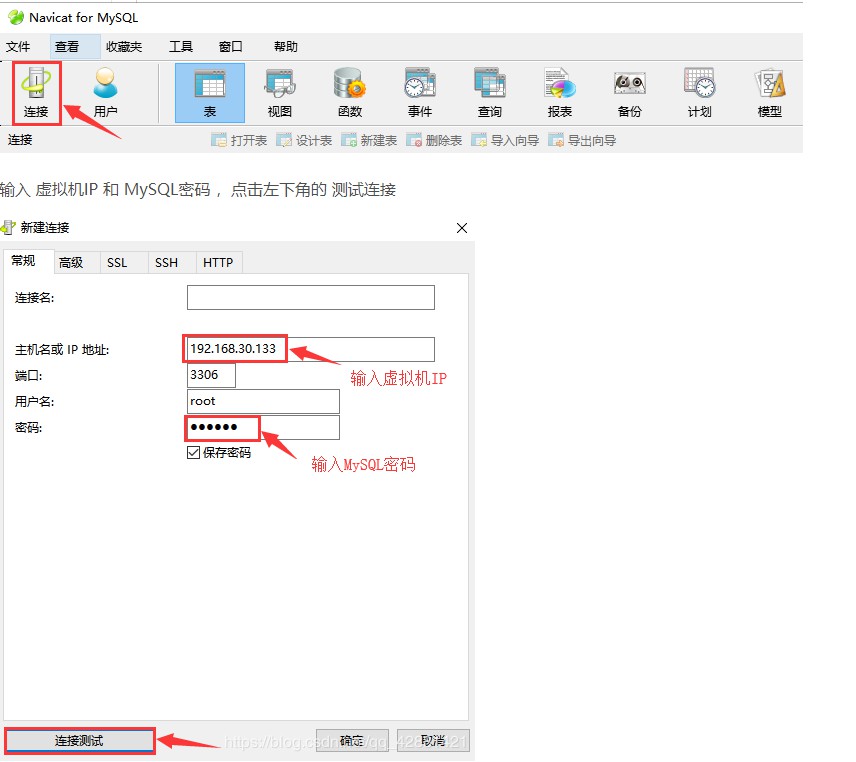 Navicat for MySQL
文件 查看 收藏夹 工具 窗口 帮助
连接 用户 表 视图 函数 事件 查询 报表 备份 计划 模型
连接 打开表 设计表 新建表 删除表 导入向导 导出向导
输入 虚拟机IP 和 MySQL密码 ，点击左下角的 测试连接
新建连接
常规 高级 SSL SSH HTTP
连接名:
主机名或 IP 地址: 192.168.30.133
输入虚拟机IP
端口: 3306
用户名: root
密码: ●●●●●●
保存密码
输入MySQL密码
连接测试 确定 取消